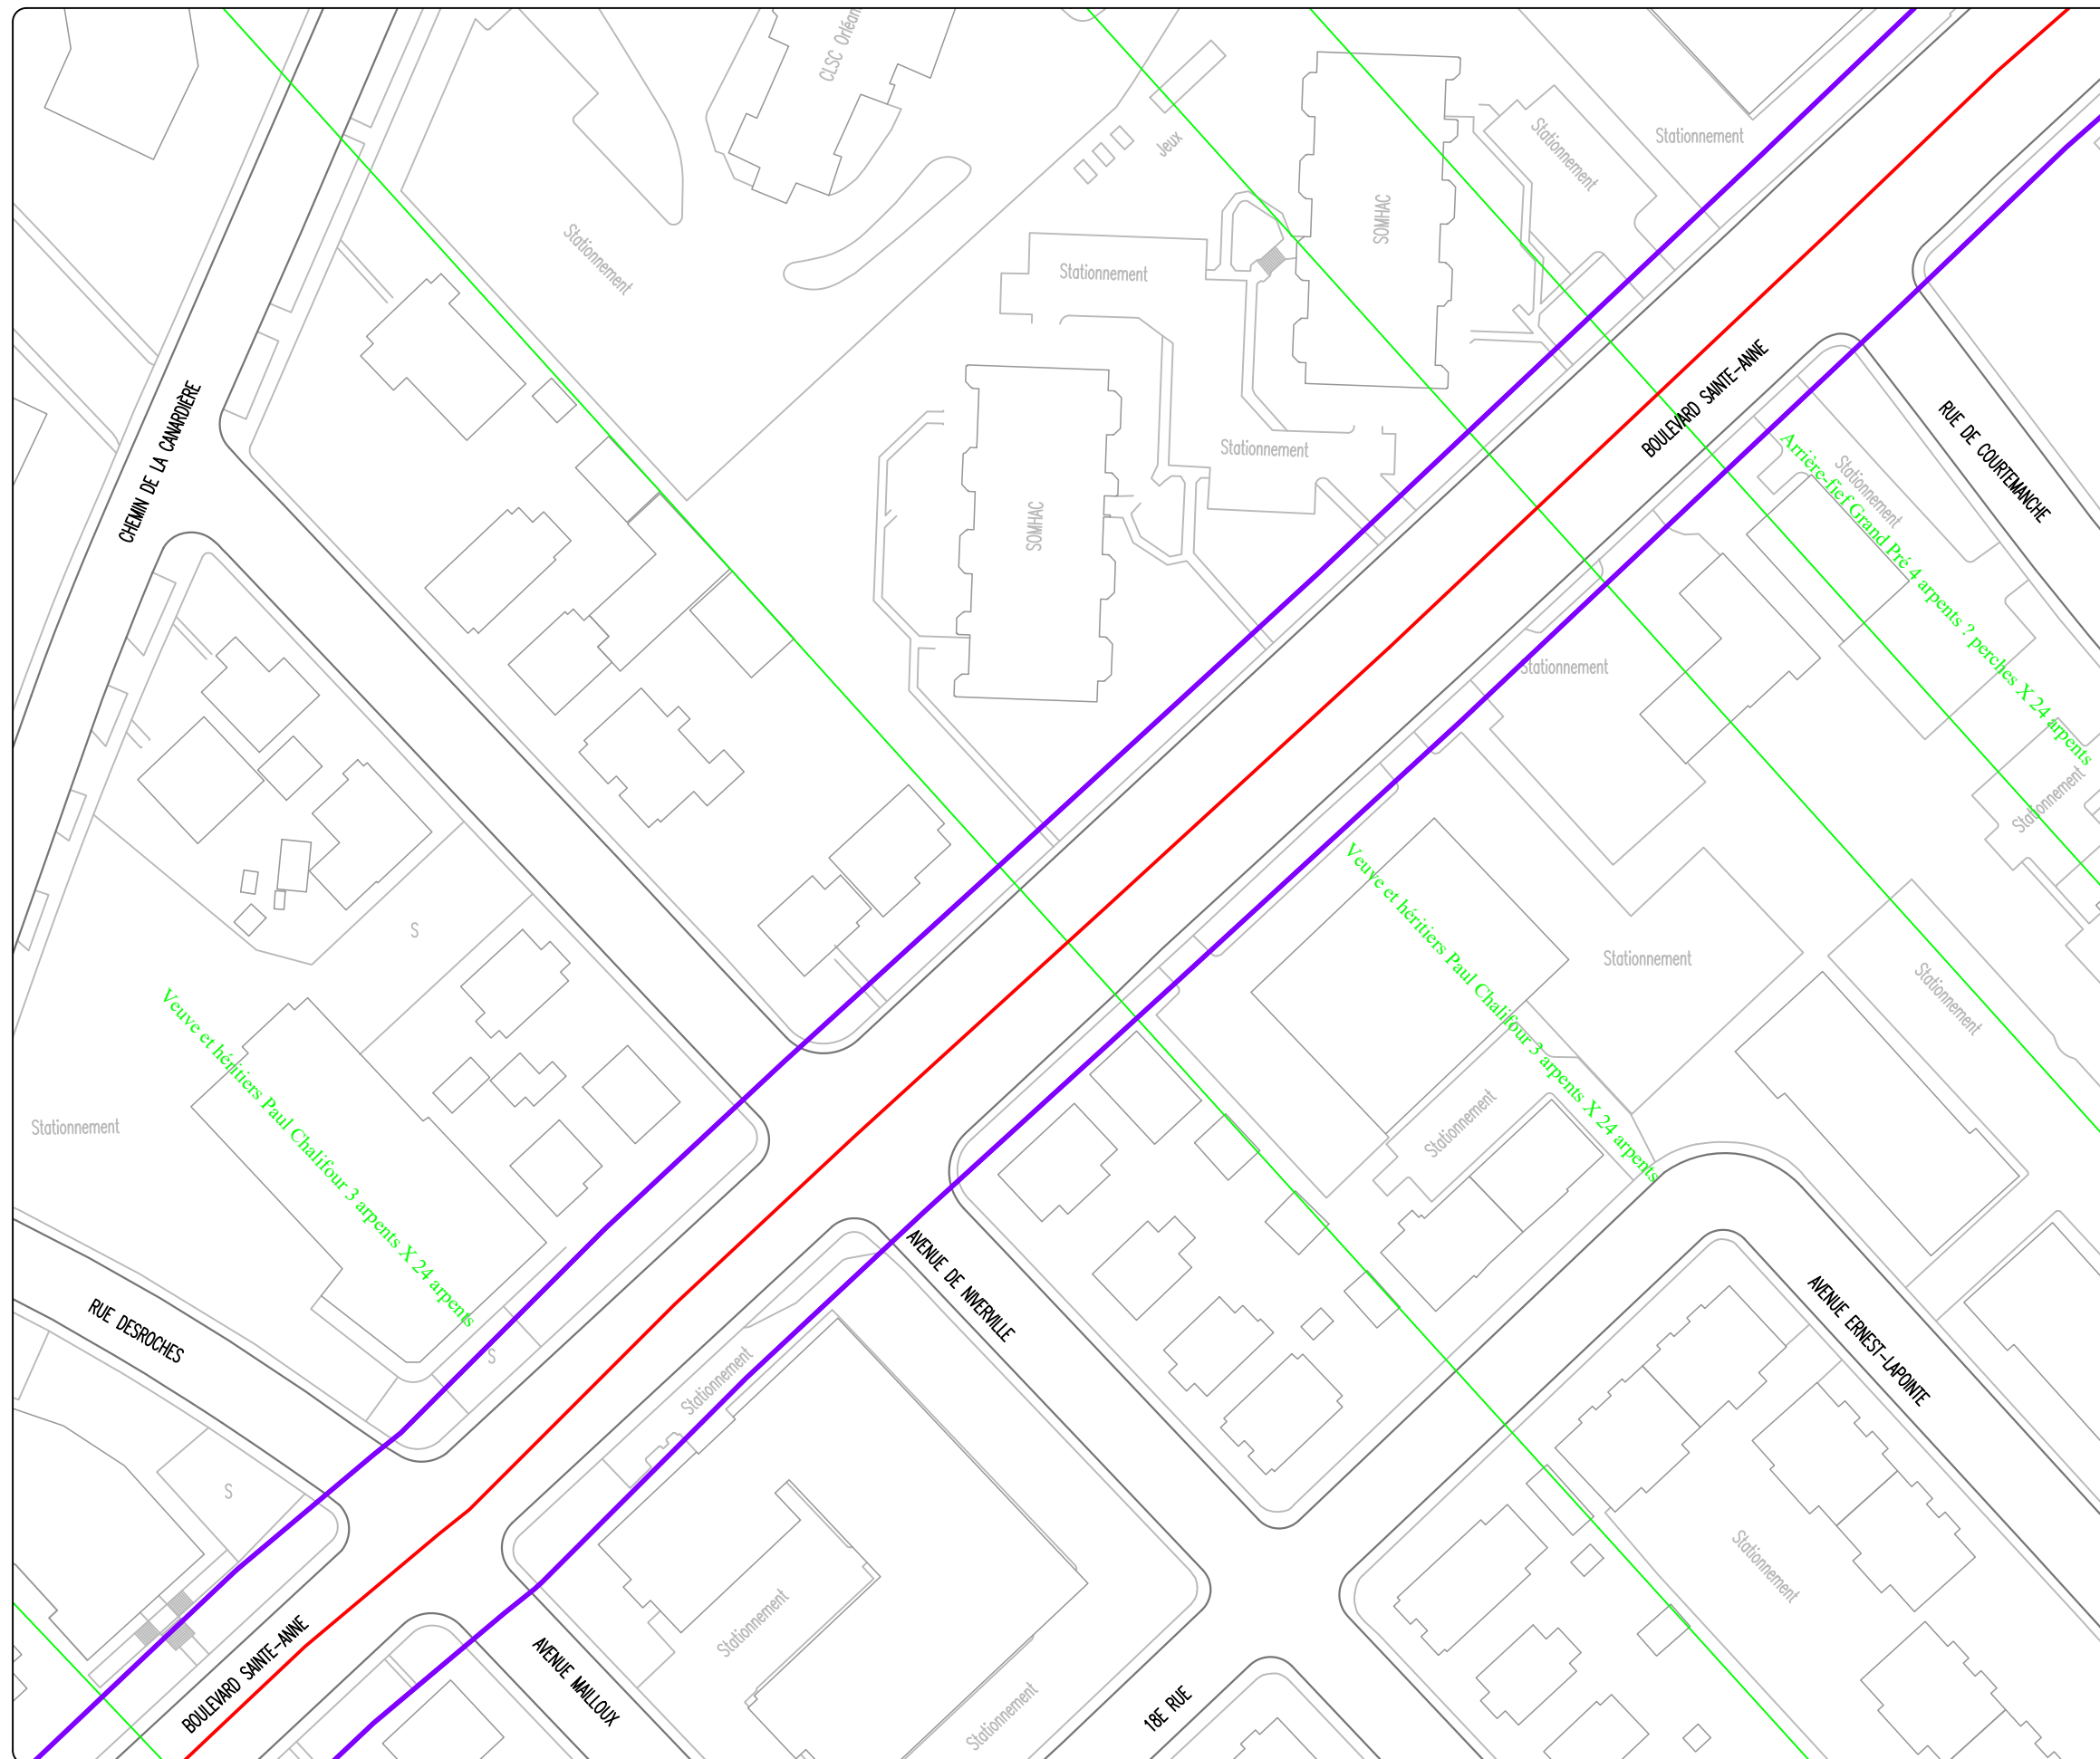 CLSC Orléan
Jeux
Stationnement
Stationnement
SOMHAC
Stationnement
Stationnement
BOULEVARD SAINTE-ANNE
CHEMIN DE LA CANARDIÈRE
RUE DE COURTEMANCHE
Stationnement
Arrière-fief Grand Pré 4 arpents ? perches X 24 arpents
Stationnement
SOMHAC
Stationnement
Stationnement
Veuve et héritiers Paul Chalifour 3 arpents X 24 arpents
S
Stationnement
Stationnement
Veuve et héritiers Paul Chalifour 3 arpents X 24 arpents
Stationnement
Stationnement
AVENUE DE NIVERVILLE
RUE DESROCHES
S
Stationnement
AVENUE ERNEST-LAPOINTE
S
Stationnement
Stationnement
BOULEVARD SAINTE-ANNE
AVENUE MAILLOUX
Stationnement
18E RUE